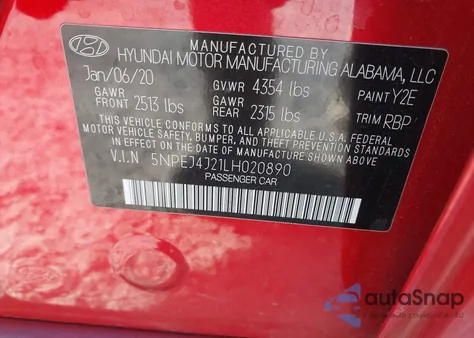 MANUFACTURED BY
HYUNDAI MOTOR MANUFACTURING ALABAMA, LLC
Jan/06/20 GVWR 4354 lbs PAINT Y2E
GAWR FRONT 2513 lbs GAWR REAR 2315 lbs TRIM RBP
THIS VEHICLE CONFORMS TO ALL APPLICABLE U.S.A. FEDERAL
MOTOR VEHICLE SAFETY, BUMPER, AND THEFT PREVENTION STANDARDS
IN EFFECT ON THE DATE OF MANUFACTURE SHOWN ABOVE.
V.I.N 5NPEJ4J21LH020890
PASSENGER CAR
autoSnap